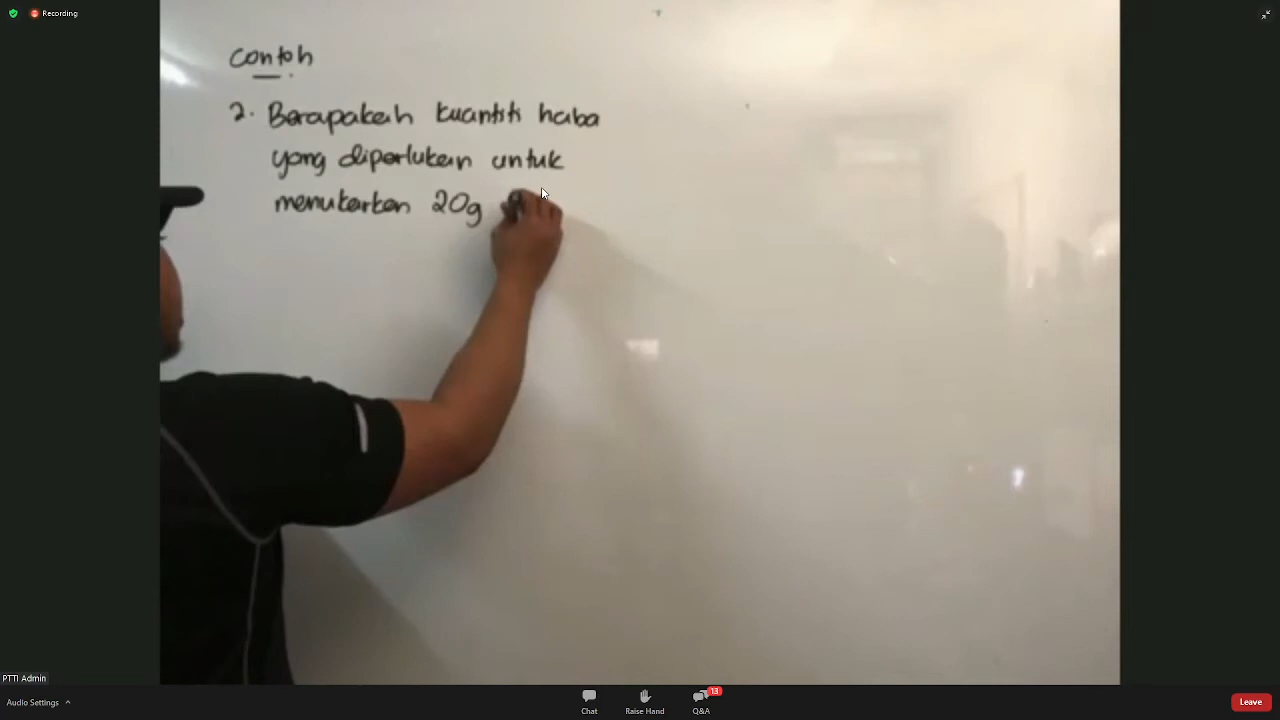 Recording
Contoh
2. Berapakah kuantiti haba
yang diperlukan untuk
menukarkan 20g
PTTI Admin
Audio Settings
Chat
Raise Hand
13
Q&A
Leave